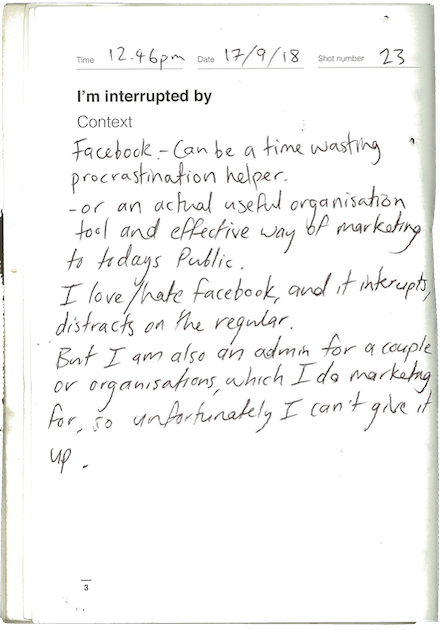 Time 12.46pm Date 17/9/18 Shot number 23
I'm interrupted by
Context
Facebook - Can be a time wasting
procrastination helper.
- or an actual useful organisation
tool and effective way of marketing
to todays Public.
I love/hate facebook, and it interupts,
distracts on the regular.
But I am also an admin for a couple
or organisations, which I do marketng
for, so unfortunately I can't give it
up.
3